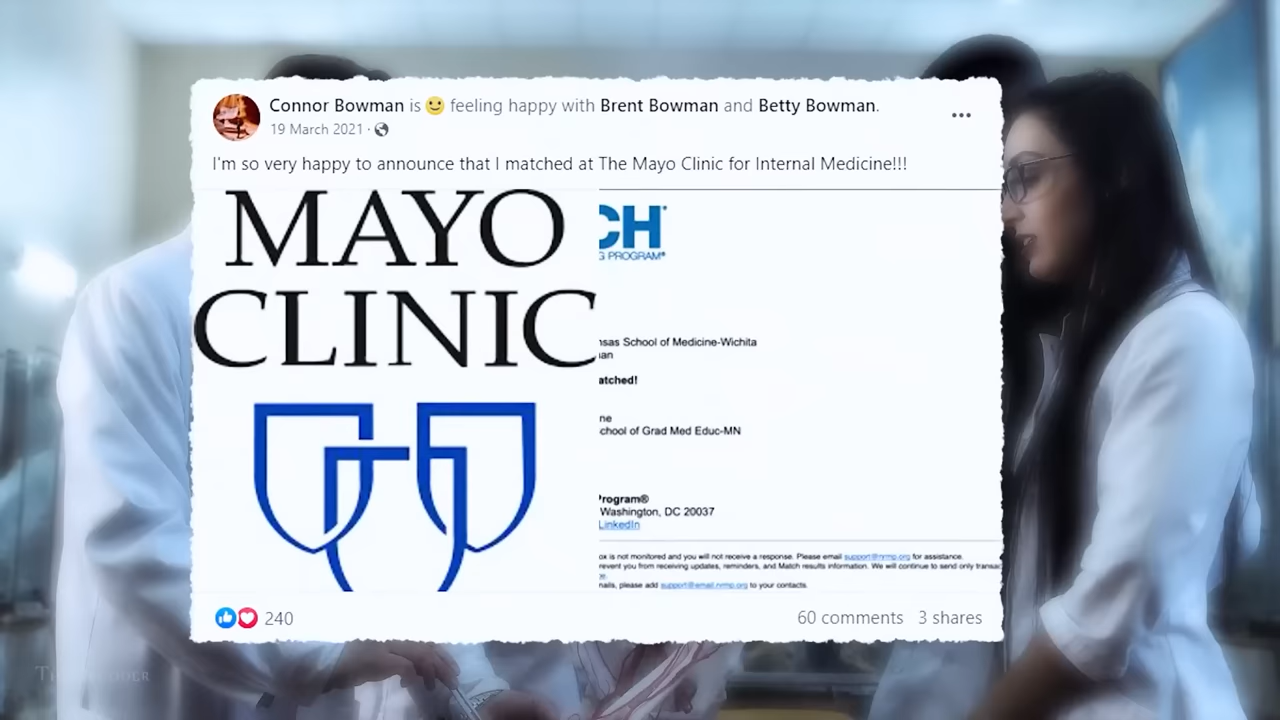 Connor Bowman is feeling happy with Brent Bowman and Betty Bowman.
19 March 2021 ·
I'm so very happy to announce that I matched at The Mayo Clinic for Internal Medicine!!!
MAYO
CLINIC
CH
G PROGRAM®
nsas School of Medicine-Wichita
an
atched!
ne
chool of Grad Med Educ-MN
Program®
Washington, DC 20037
LinkedIn
ox is not monitored and you will not receive a response. Please email support@nrmp.org for assistance.
revent you from receiving updates, reminders, and Match results information. We will continue to send only transac
mails, please add support@email.nrmp.org to your contacts.
240
60 comments 3 shares